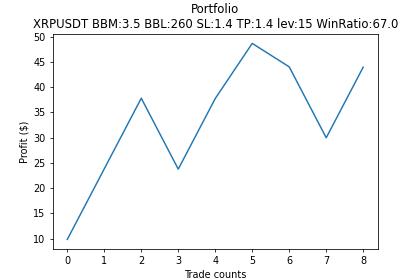 Portfolio
XRPUSDT BBM:3.5 BBL:260 SL:1.4 TP:1.4 lev:15 WinRatio:67.0
50
45
40
35
30
25
20
15
10
Profit ($)
0 1 2 3 4 5 6 7 8
Trade counts